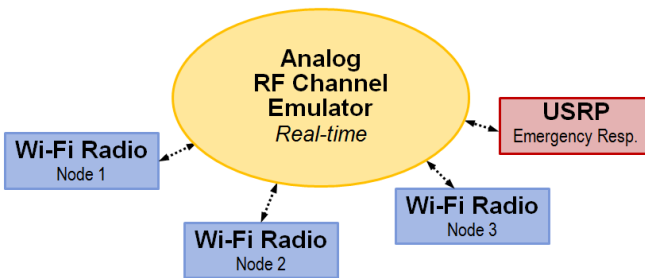 Analog
RF Channel
Emulator
Real-time
USRP
Emergency Resp.
Wi-Fi Radio
Node 1
Wi-Fi Radio
Node 2
Wi-Fi Radio
Node 3